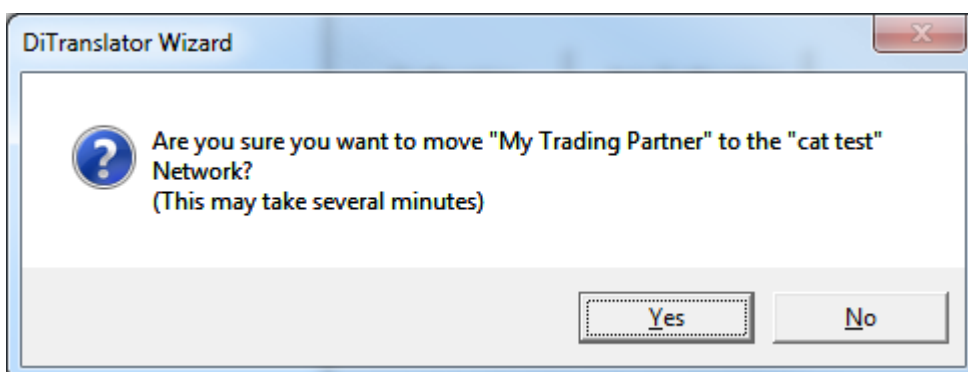 DiTranslator Wizard
Are you sure you want to move "My Trading Partner" to the "cat test"
Network?
(This may take several minutes)
Yes
No